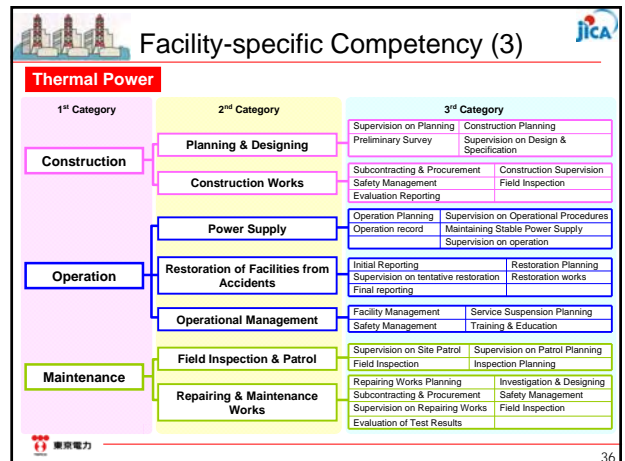 Facility-specific Competency (3)
jICA
Thermal Power
1st Category
2nd Category
3rd Category
Construction
Planning & Designing
Supervision on Planning
Construction Planning
Preliminary Survey
Supervision on Design &
Specification
Construction Works
Subcontracting & Procurement
Construction Supervision
Safety Management
Field Inspection
Evaluation Reporting
Operation
Power Supply
Operation Planning
Supervision on Operational Procedures
Operation record
Maintaining Stable Power Supply
Supervision on operation
Restoration of Facilities from
Accidents
Initial Reporting
Restoration Planning
Supervision on tentative restoration
Restoration works
Final reporting
Operational Management
Facility Management
Service Suspension Planning
Safety Management
Training & Education
Maintenance
Field Inspection & Patrol
Supervision on Site Patrol
Supervision on Patrol Planning
Field Inspection
Inspection Planning
Repairing & Maintenance
Works
Repairing Works Planning
Investigation & Designing
Subcontracting & Procurement
Safety Management
Supervision on Repairing Works
Field Inspection
Evaluation of Test Results
東京電力
36